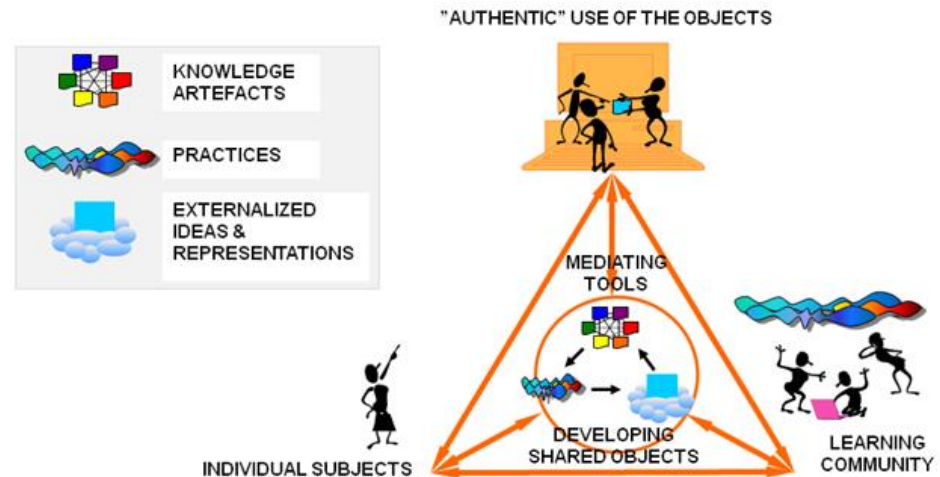 ”AUTHENTIC” USE OF THE OBJECTS
KNOWLEDGE
ARTEFACTS
PRACTICES
EXTERNALIZED
IDEAS &
REPRESENTATIONS
MEDIATING
TOOLS
DEVELOPING
SHARED OBJECTS
INDIVIDUAL SUBJECTS
LEARNING
COMMUNITY